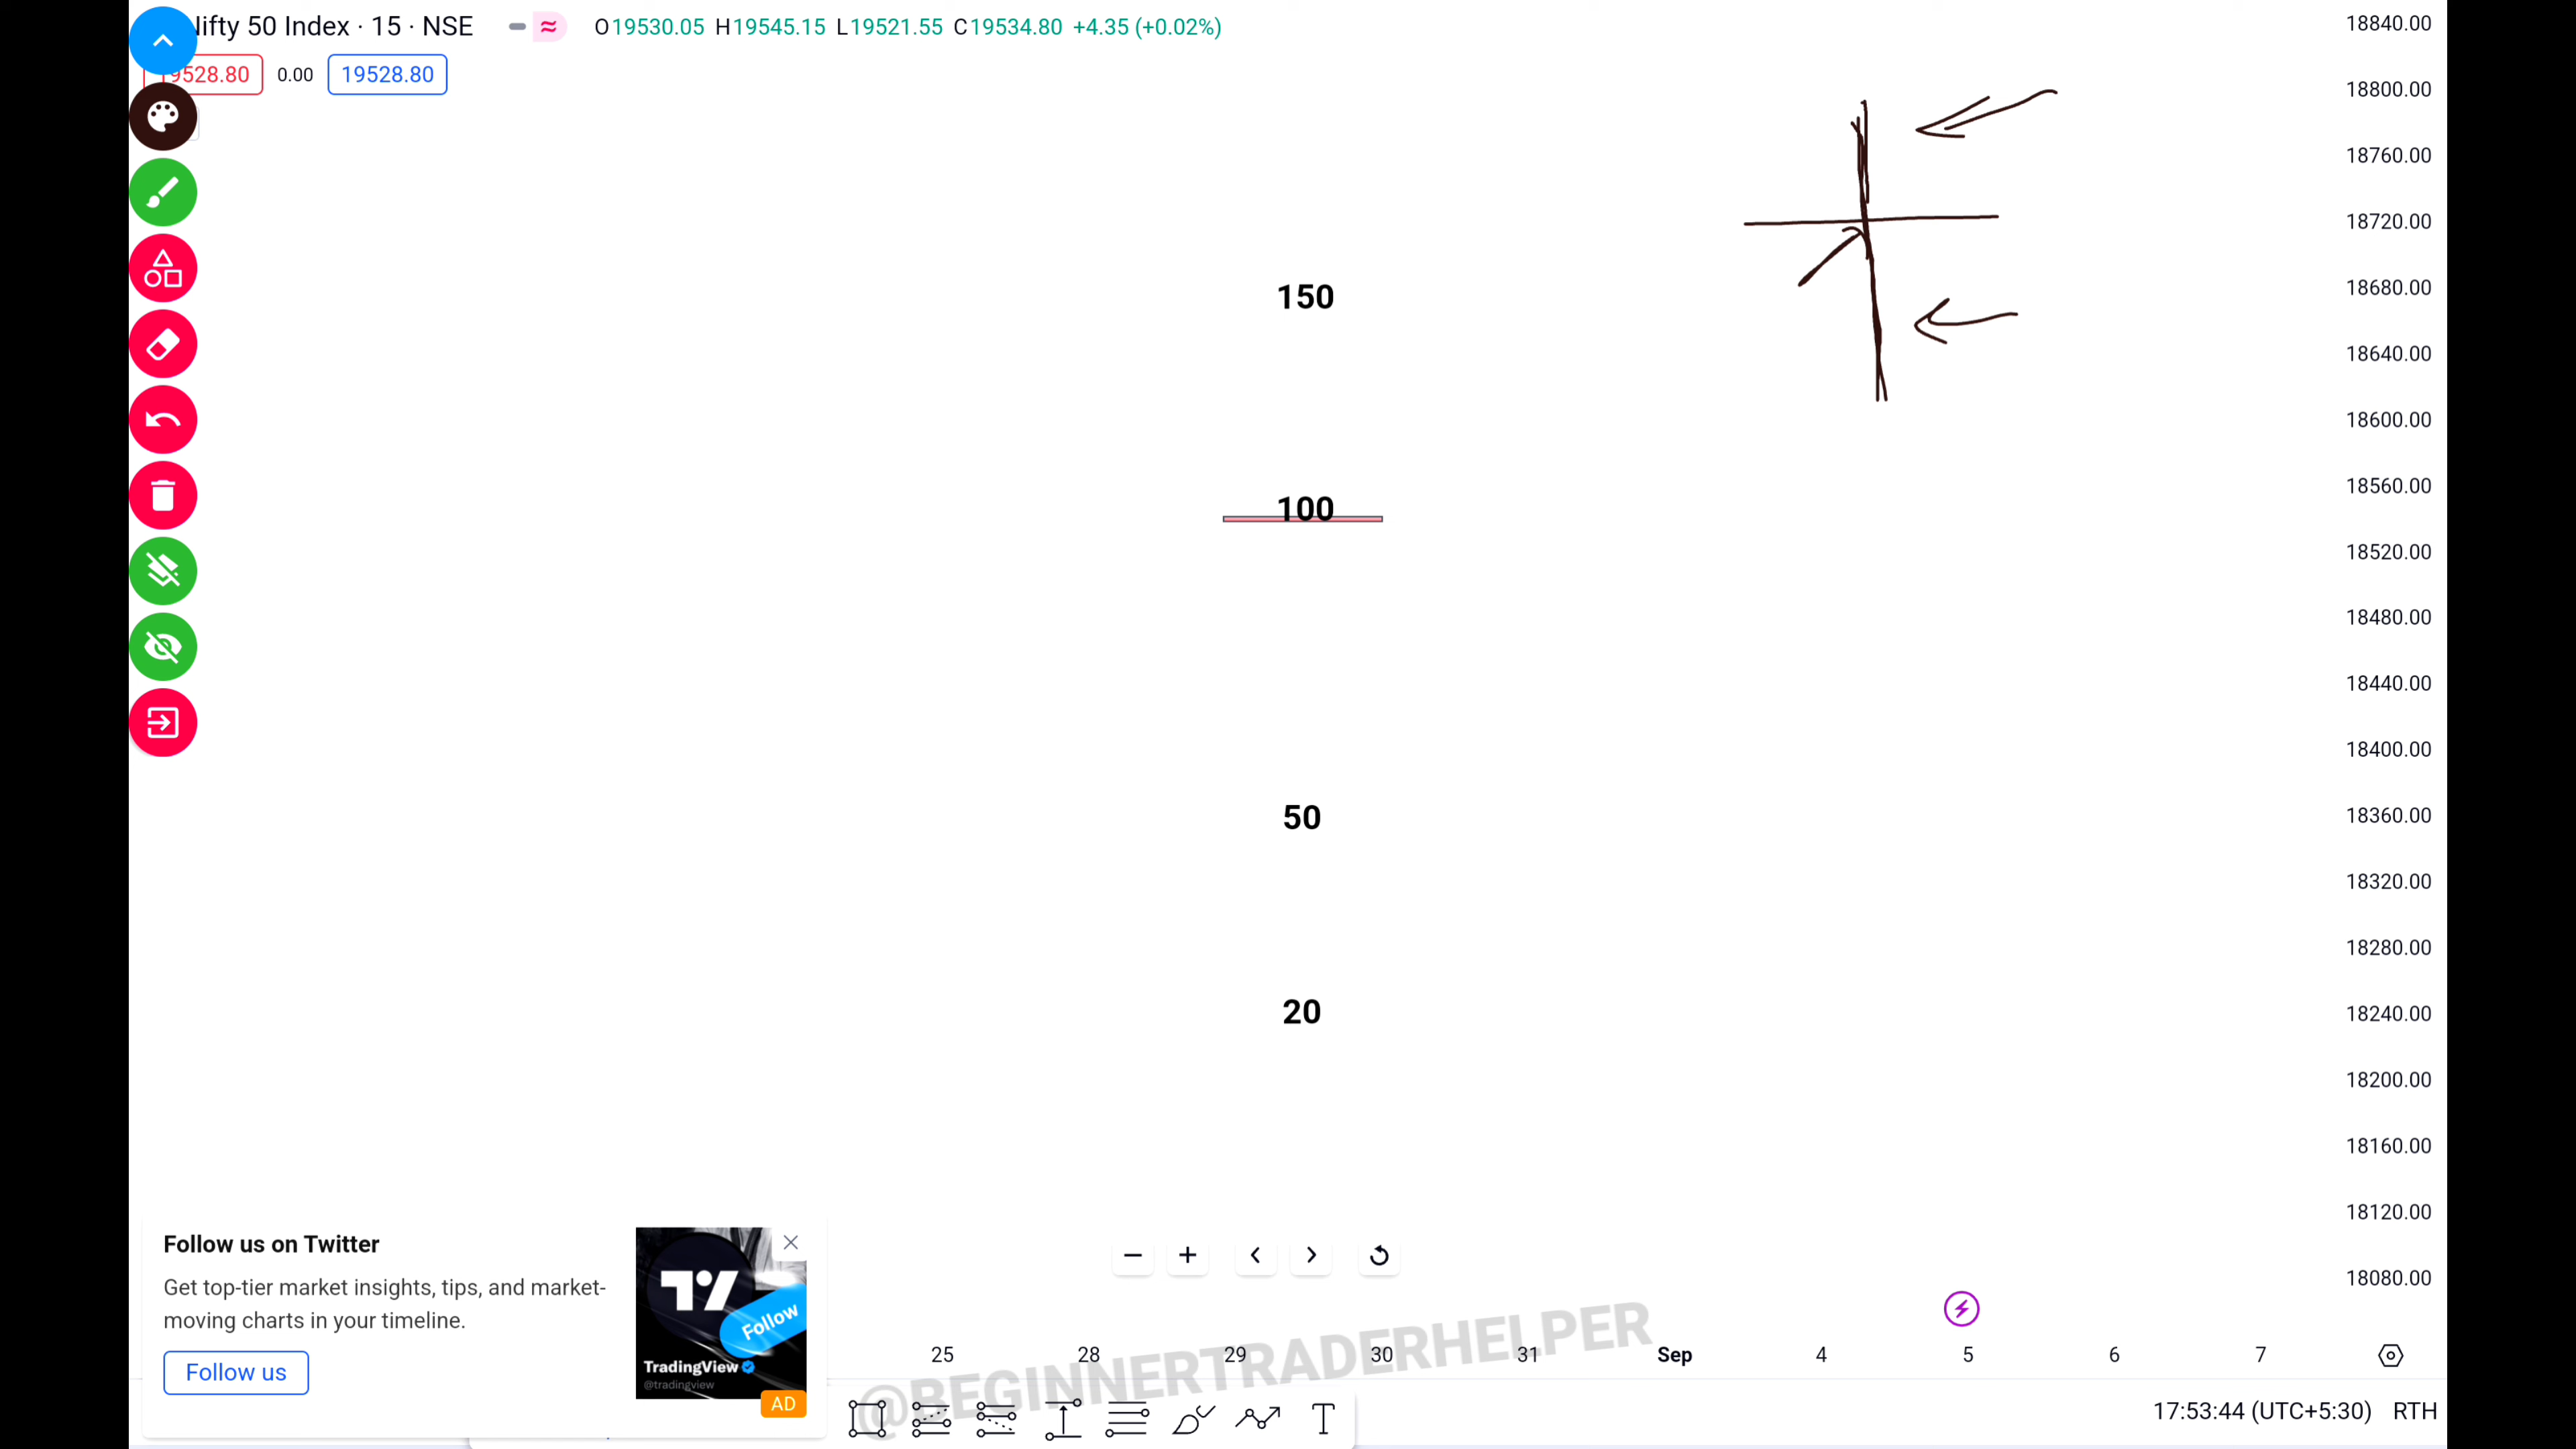 Nifty 50 Index · 15 · NSE
O19530.05 H19545.15 L19521.55 C19534.80 +4.35 (+0.02%)
19528.80 0.00 19528.80
18840.00
18800.00
18760.00
18720.00
18680.00
18640.00
18600.00
18560.00
18520.00
18480.00
18440.00
18400.00
18360.00
18320.00
18280.00
18240.00
18200.00
18160.00
18120.00
18080.00
150
100
50
20
Follow us on Twitter
Get top-tier market insights, tips, and market-
moving charts in your timeline.
Follow us
Follow
TradingView
@tradingview
AD
25 28 29 30 31 Sep 4 5 6 7
@BEGINNERTRADERHELPER
17:53:44 (UTC+5:30) RTH